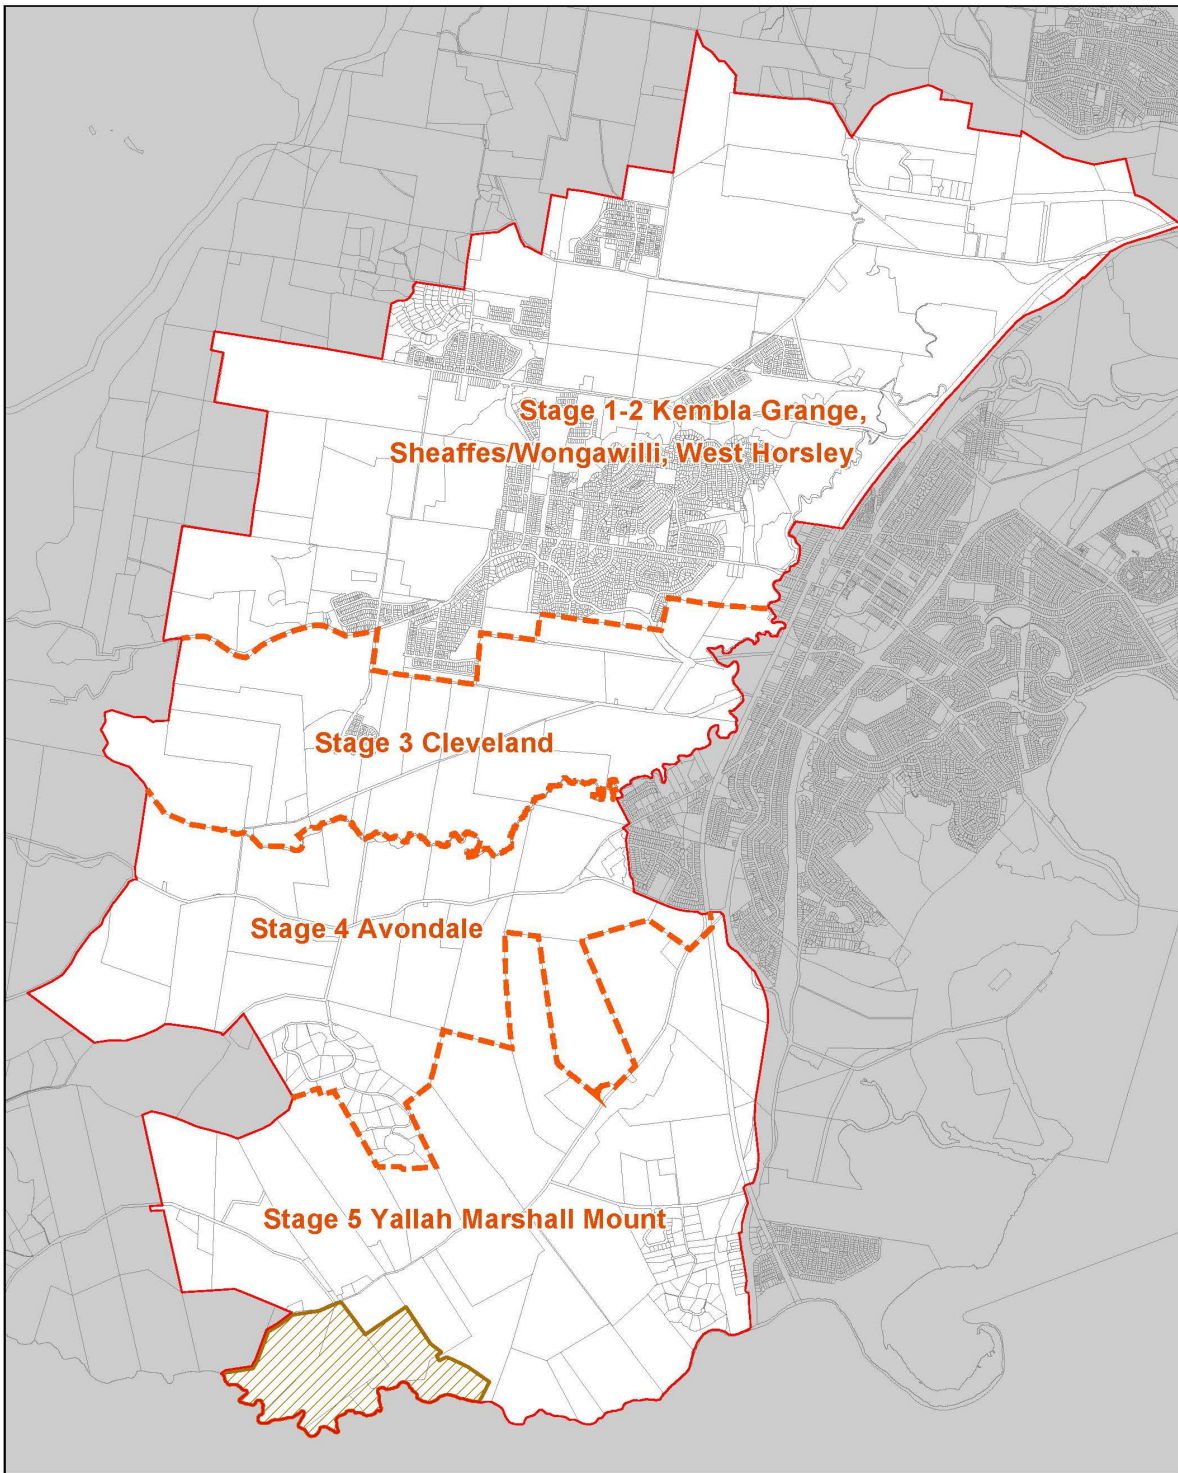 Stage 1-2 Kembla Grange,
Sheaffes/Wongawilli, West Horsley
Stage 3 Cleveland
Stage 4 Avondale
Stage 5 Yallah Marshall Mount